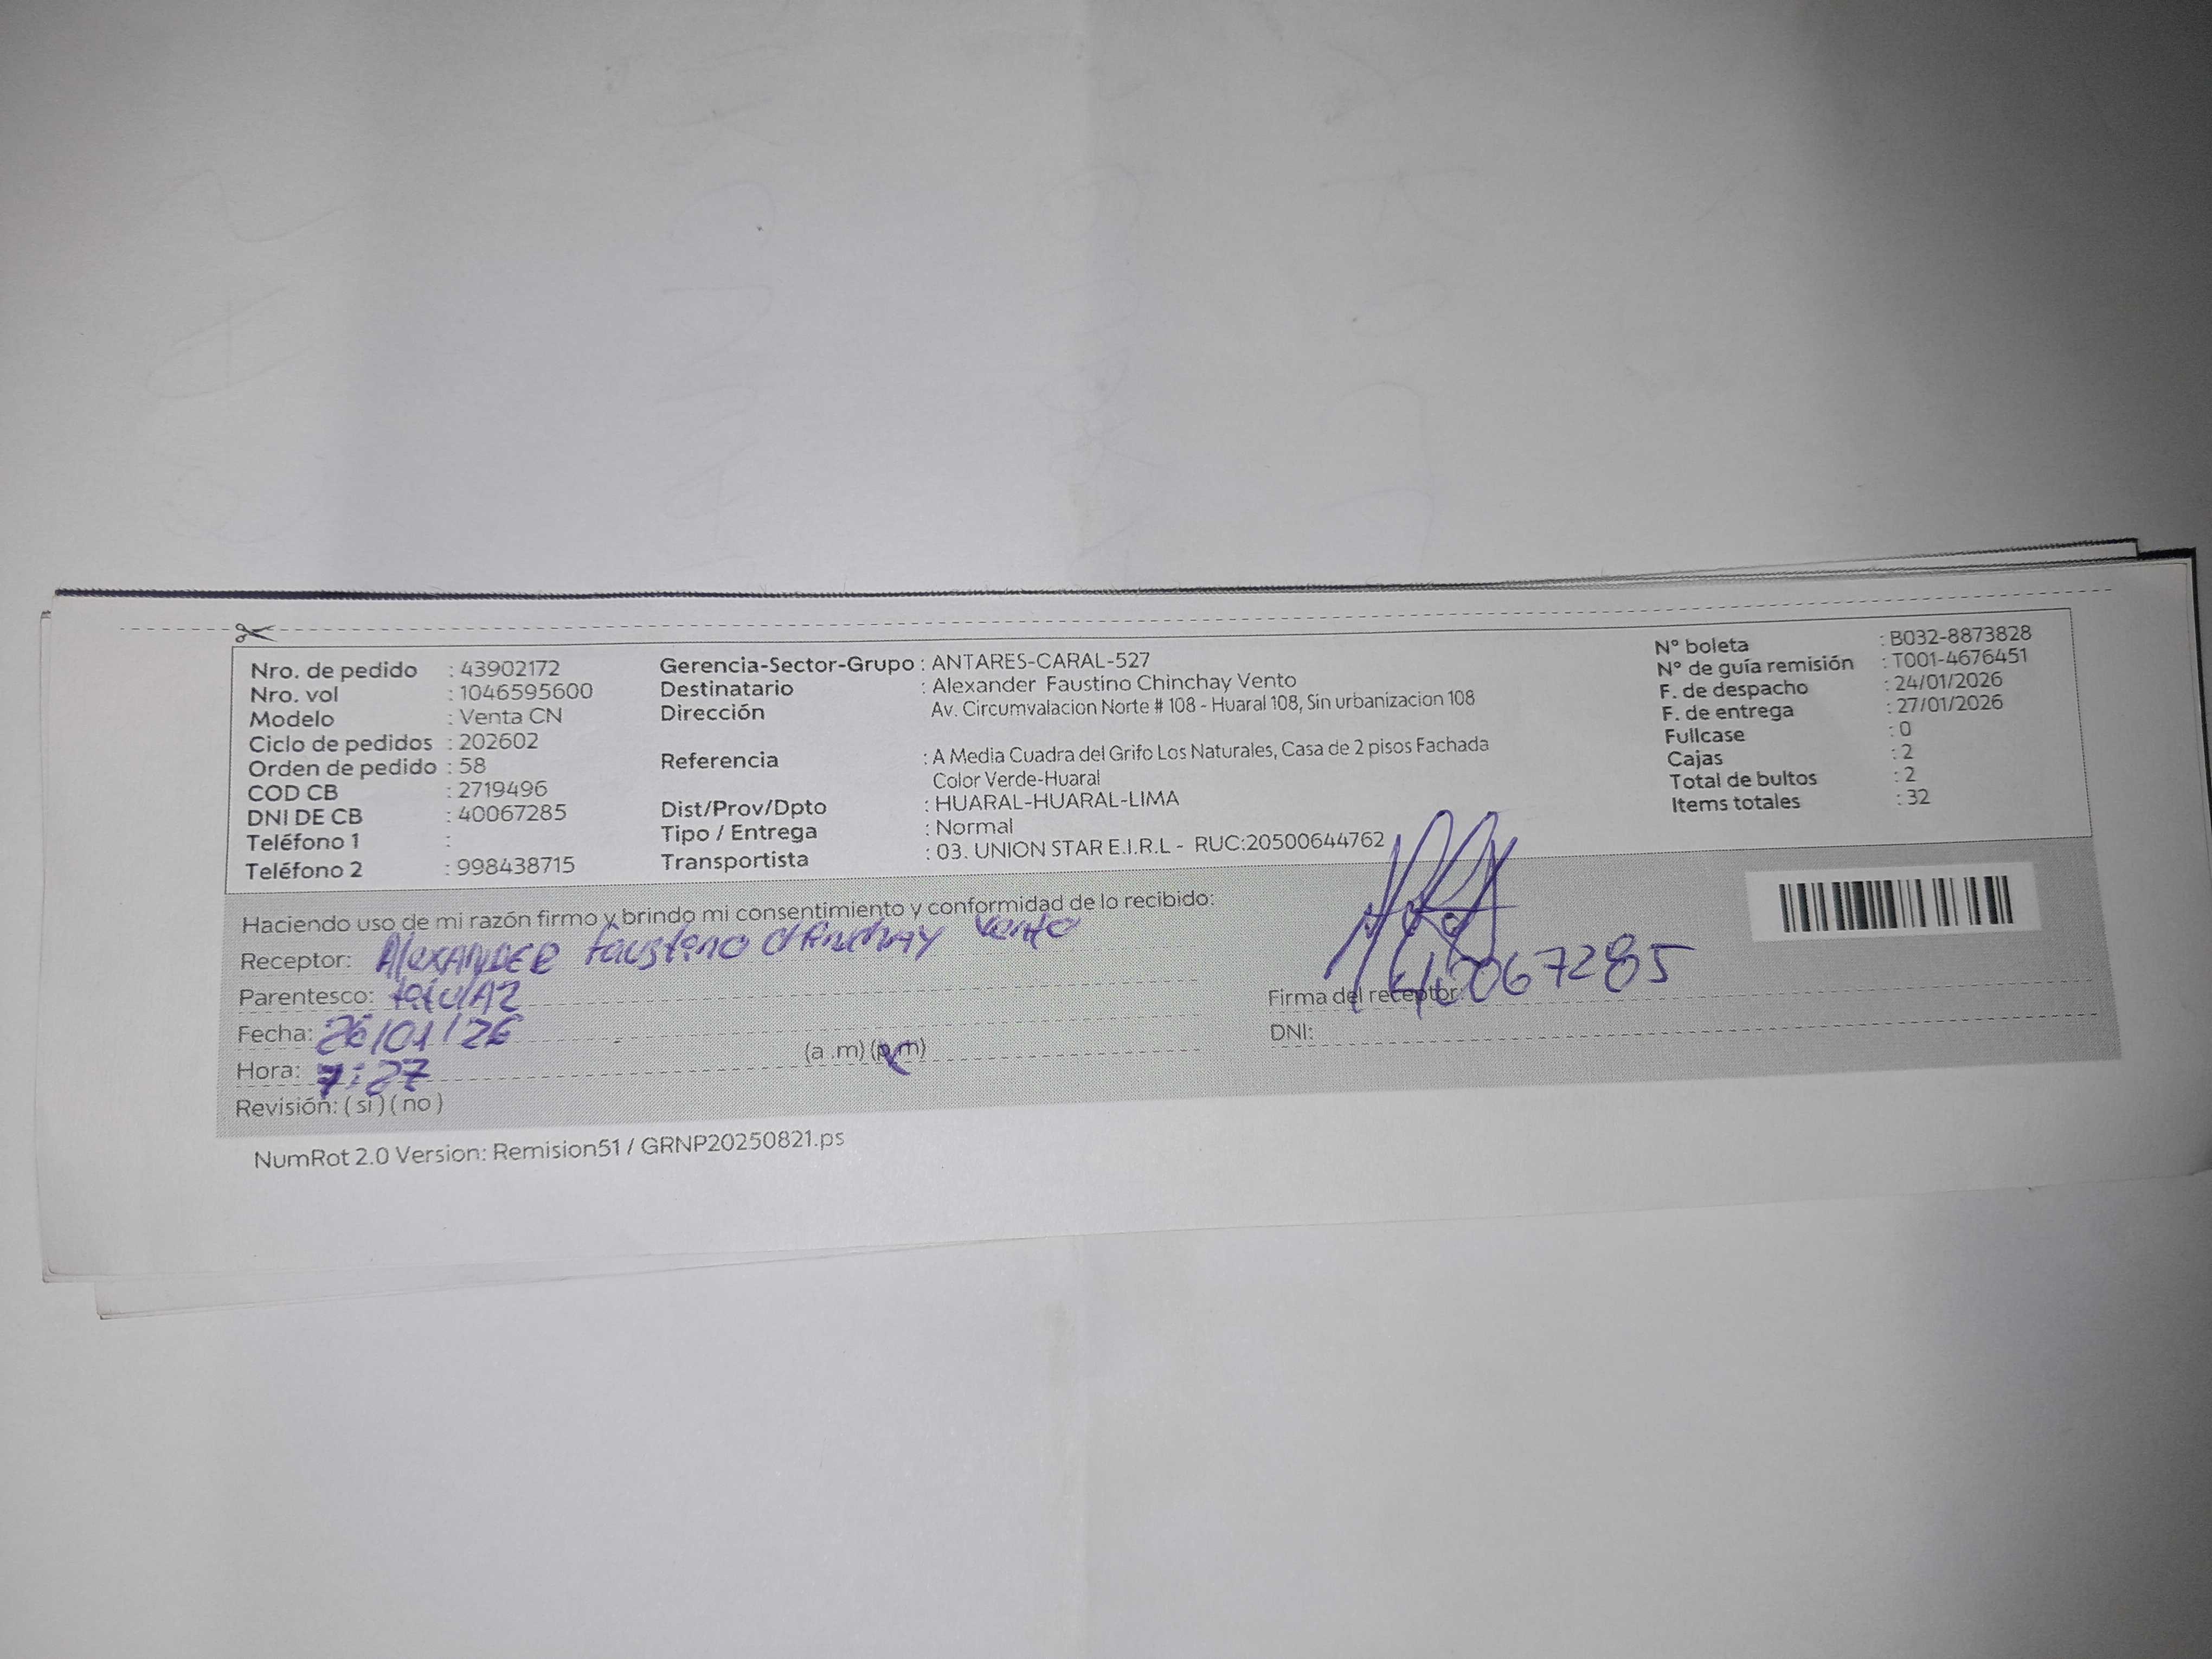 Nro. de pedido : 43902172
Nro. vol : 1046595600
Modelo : Venta CN
Ciclo de pedidos : 202602
Orden de pedido : 58
COD CB : 2719496
DNI DE CB : 40067285
Teléfono 1 :
Teléfono 2 : 998438715
Gerencia-Sector-Grupo : ANTARES-CARAL-527
Destinatario : Alexander Faustino Chinchay Vento
Dirección Av. Circumvalacion Norte # 108 - Huaral 108, Sin urbanizacion 108
Referencia : A Media Cuadra del Grifo Los Naturales, Casa de 2 pisos Fachada
Color Verde-Huaral
Dist/Prov/Dpto : HUARAL-HUARAL-LIMA
Tipo / Entrega : Normal
Transportista : 03. UNION STAR E.I.R.L - RUC:20500644762
N° boleta : B032-8873828
N° de guía remisión : T001-4676451
F. de despacho : 24/01/2026
F. de entrega : 27/01/2026
Fullcase : 0
Cajas : 2
Total de bultos : 2
Items totales : 32
Haciendo uso de mi razón firmo y brindo mi consentimiento y conformidad de lo recibido:
Receptor: AlexANDER Faustino chinchay vento
Parentesco: titulAr
Fecha: 26/01/26
Hora: 7:27 (a .m) (p.m)
Revisión: ( si ) ( no )
40067285
Firma del receptor:
DNI:
NumRot 2.0 Version: Remision51 / GRNP20250821.ps